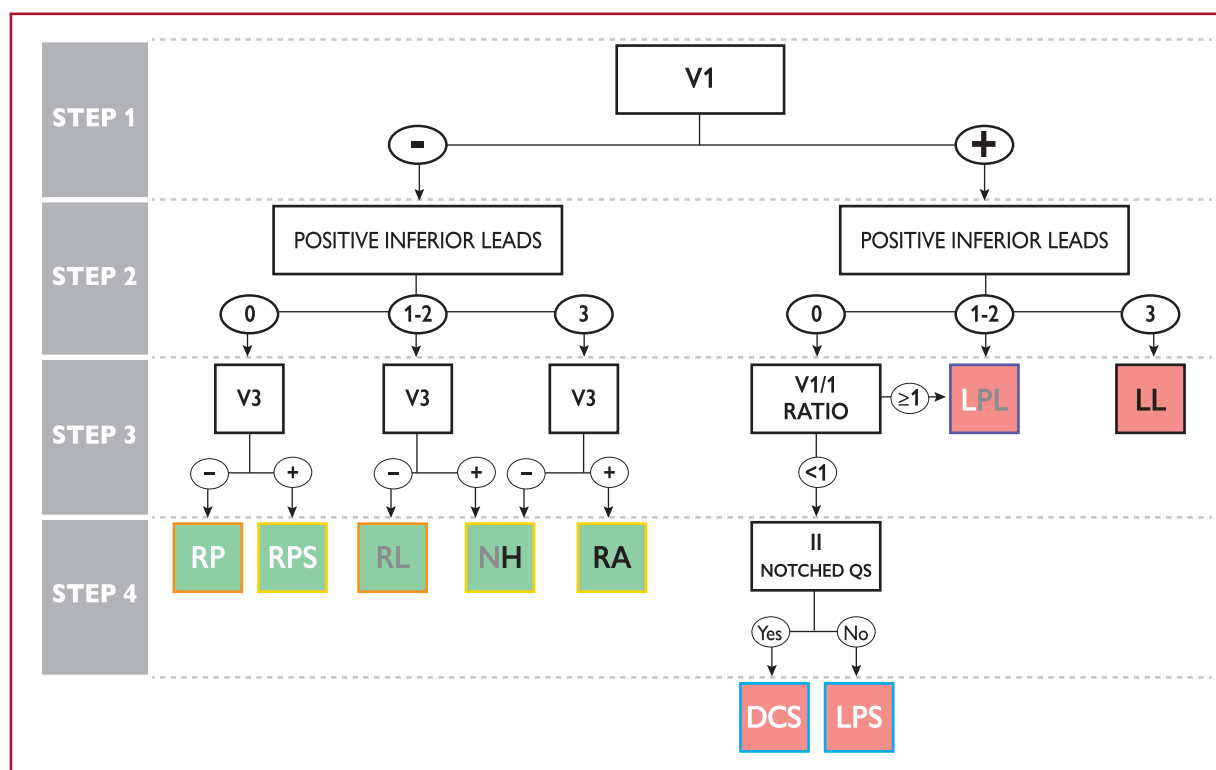 STEP 1
V1
-
+
STEP 2
POSITIVE INFERIOR LEADS
POSITIVE INFERIOR LEADS
0
1-2
3
0
1-2
3
STEP 3
V3
V3
V3
V1/1
RATIO
≥1
LPL
LL
−
+
−
+
−
+
<1
STEP 4
RP
RPS
RL
NH
RA
II
NOTCHED QS
Yes
No
DCS
LPS